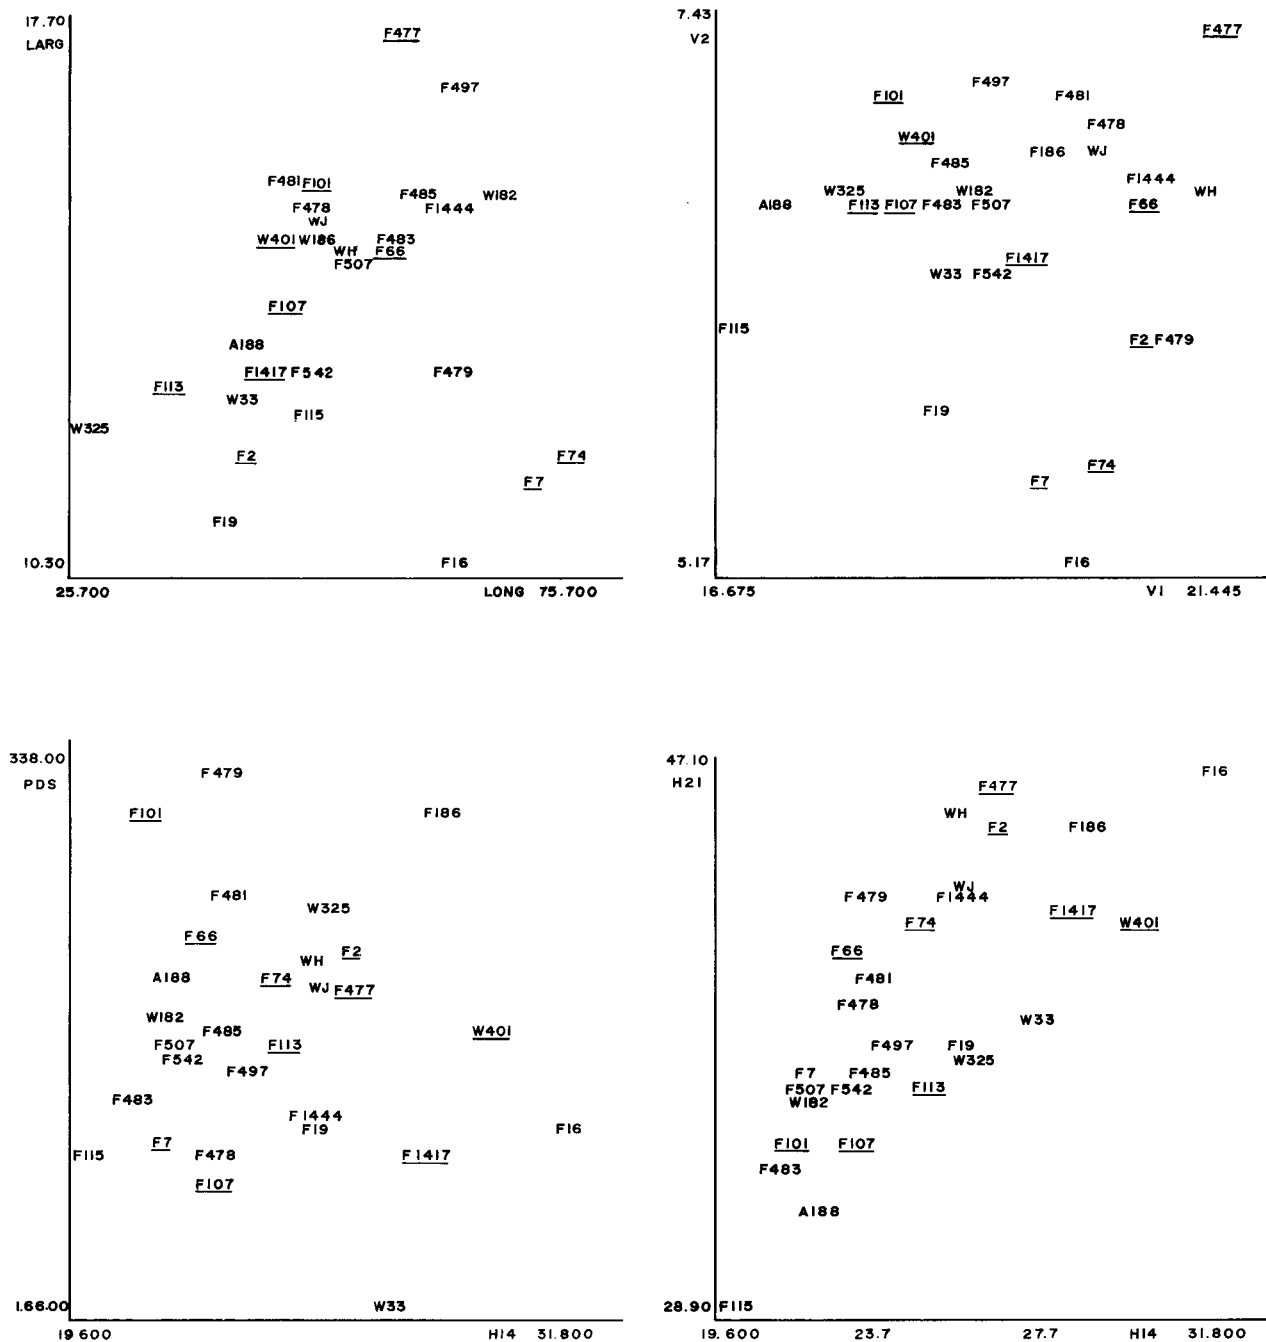 17.70
LARG
F477
F497
F481 F101
F485 W182
F478 F1444
WJ
W401 W186 F483
WH F66
F507
F107
A188
F1417 F542 F479
F113
W33
F115
W325
F2 F74
F7
F19
10.30 F16
25.700 LONG 75.700
7.43
V2
F477
F497
F101 F481
F478
W401
F186 WJ
F485
F1444
W325 W182 WH
A188 F113 F107 F483 F507 F66
F1417
W33 F542
F115
F2 F479
F19
F74
F7
5.17 F16
16.675 V1 21.445
338.00
PDS
F479
F101 F186
F481
W325
F66
F2
WH
A188 F74
WJ F477
W182
F485 W401
F507 F113
F542
F497
F483
F1444
F19 F16
F7
F115 F478 F1417
F107
1.66.00 W33
19600 H14 31.800
47.10
H21
F16
F477
WH
F2 F186
WJ
F479 F1444
F1417
F74 W401
F66
F481
F478
W33
F497 F19
W325
F7 F485
F507 F542 F113
W182
F101 F107
F483
A188
28.90 F115
19.600 23.7 27.7 H14 31.800